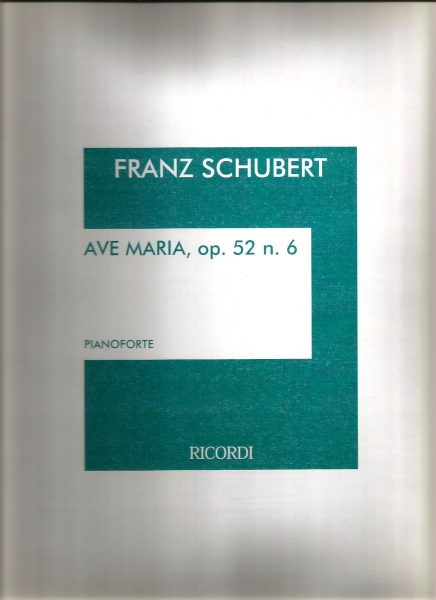 FRANZ SCHUBERT
AVE MARIA, op. 52 n. 6
PIANOFORTE
RICORDI